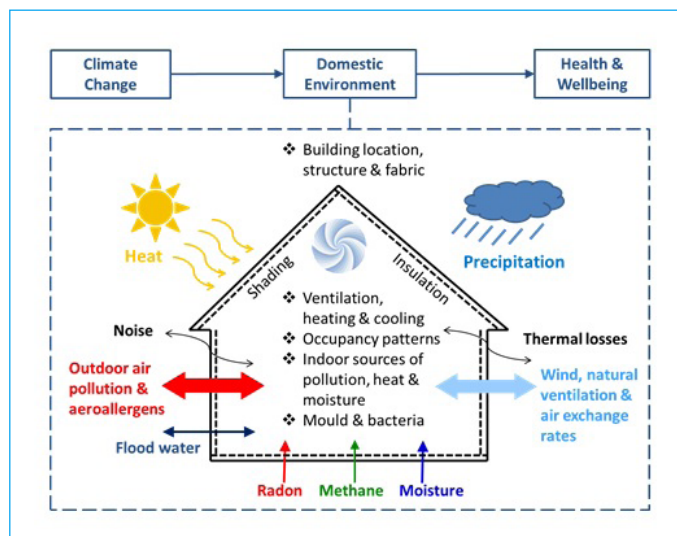 Climate
Change
Domestic
Environment
Health &
Wellbeing
❖ Building location,
structure & fabric
Heat
Precipitation
Shading
Insulation
❖ Ventilation,
heating & cooling
❖ Occupancy patterns
❖ Indoor sources of
pollution, heat &
moisture
❖ Mould & bacteria
Noise
Thermal losses
Outdoor air
pollution &
aeroallergens
Wind, natural
ventilation &
air exchange
rates
Flood water
Radon
Methane
Moisture